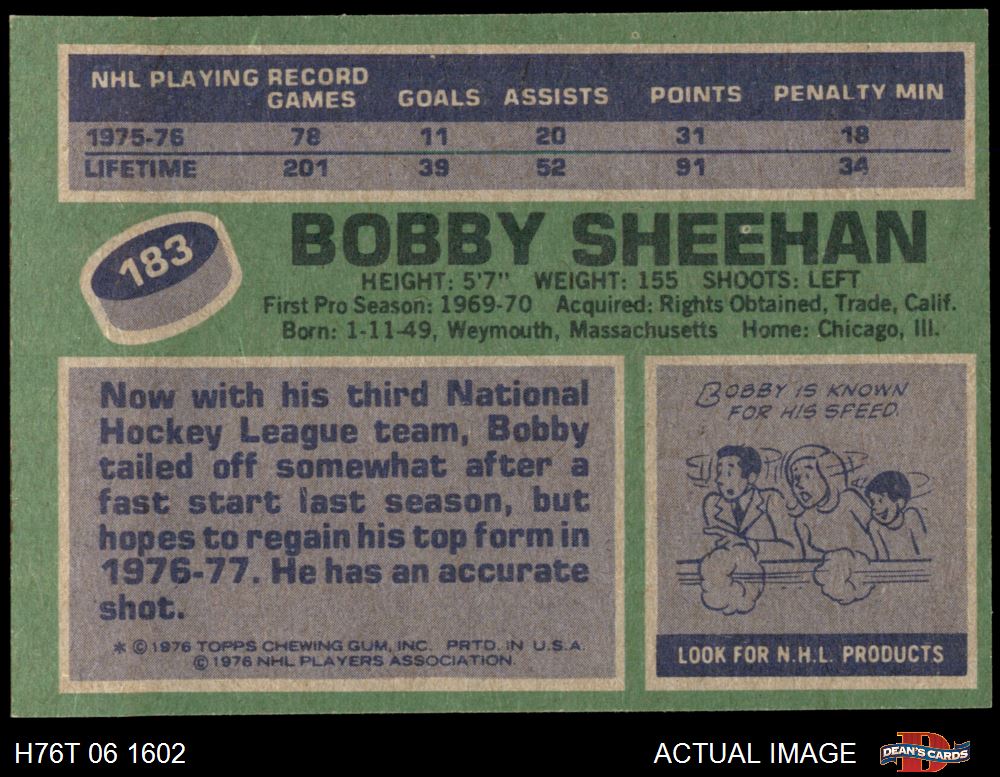 NHL PLAYING RECORD
GAMES GOALS ASSISTS POINTS PENALTY MIN
1975-76 78 11 20 31 18
LIFETIME 201 39 52 91 34
183
BOBBY SHEEHAN
HEIGHT: 5'7" WEIGHT: 155 SHOOTS: LEFT
First Pro Season: 1969-70 Acquired: Rights Obtained, Trade, Calif.
Born: 1-11-49, Weymouth, Massachusetts Home: Chicago, Ill.
Now with his third National
Hockey League team, Bobby
tailed off somewhat after a
fast start last season, but
hopes to regain his top form in
1976-77. He has an accurate
shot.
* © 1976 TOPPS CHEWING GUM, INC. PRTD. IN U.S.A.
© 1976 NHL PLAYERS ASSOCIATION.
BOBBY IS KNOWN
FOR HIS SPEED.
LOOK FOR N.H.L. PRODUCTS
H76T 06 1602
ACTUAL IMAGE
D
DEAN'S CARDS